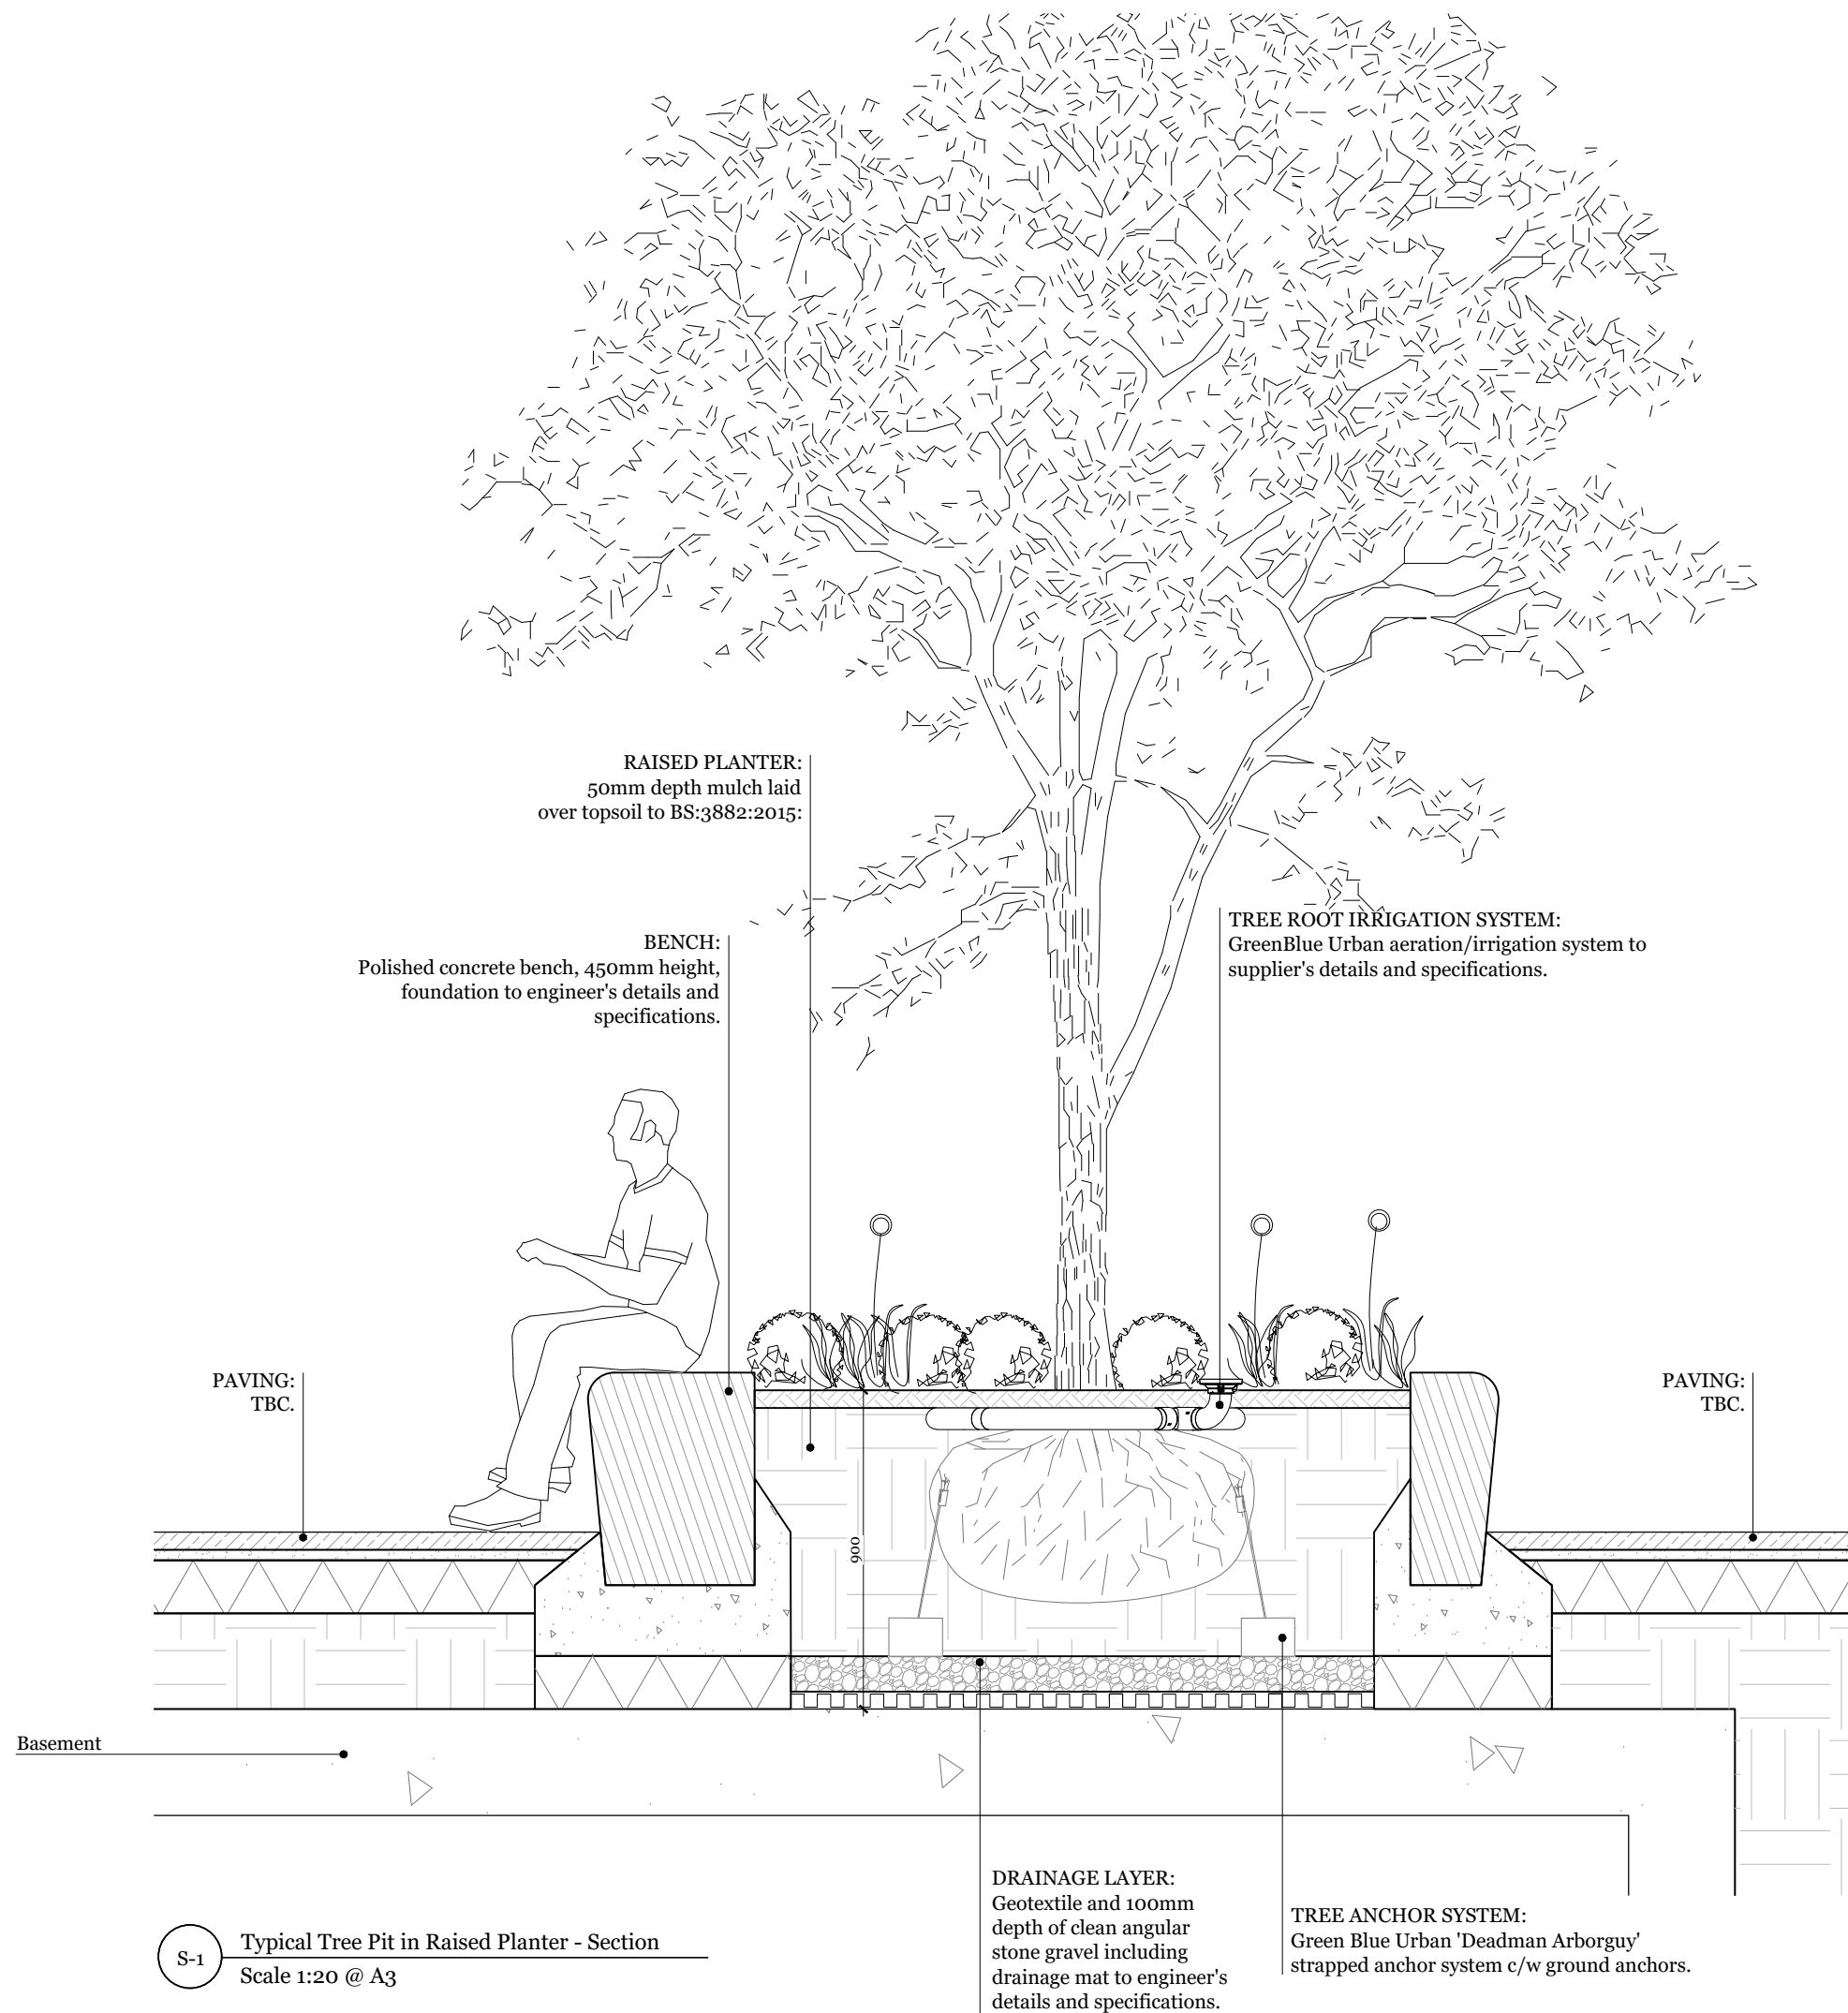 RAISED PLANTER:
50mm depth mulch laid
over topsoil to BS:3882:2015:
BENCH:
Polished concrete bench, 450mm height,
foundation to engineer's details and
specifications.
TREE ROOT IRRIGATION SYSTEM:
GreenBlue Urban aeration/irrigation system to
supplier's details and specifications.
PAVING:
TBC.
PAVING:
TBC.
900
Basement
DRAINAGE LAYER:
Geotextile and 100mm
depth of clean angular
stone gravel including
drainage mat to engineer's
details and specifications.
TREE ANCHOR SYSTEM:
Green Blue Urban 'Deadman Arborguy'
strapped anchor system c/w ground anchors.
S-1
Typical Tree Pit in Raised Planter - Section
Scale 1:20 @ A3